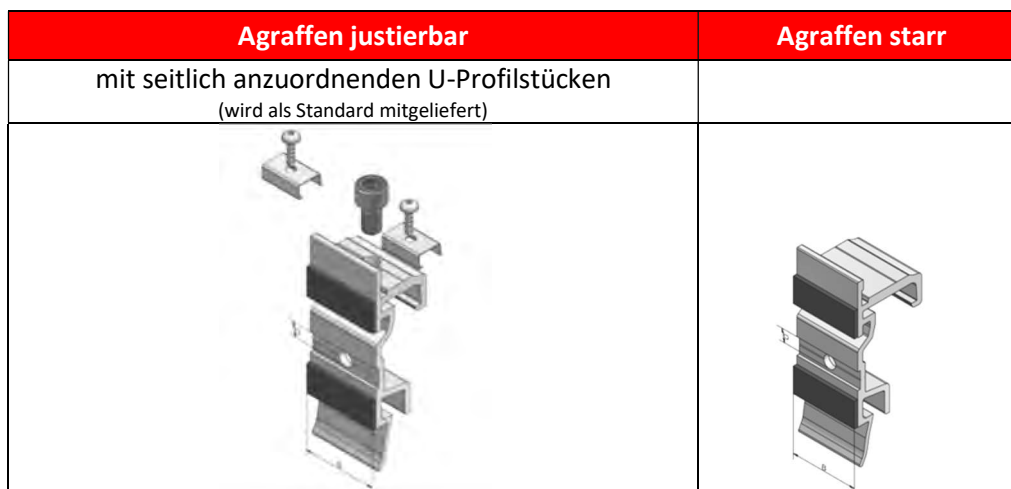 Agraffen justierbar
Agraffen starr
mit seitlich anzuordnenden U-Profilstücken
(wird als Standard mitgeliefert)